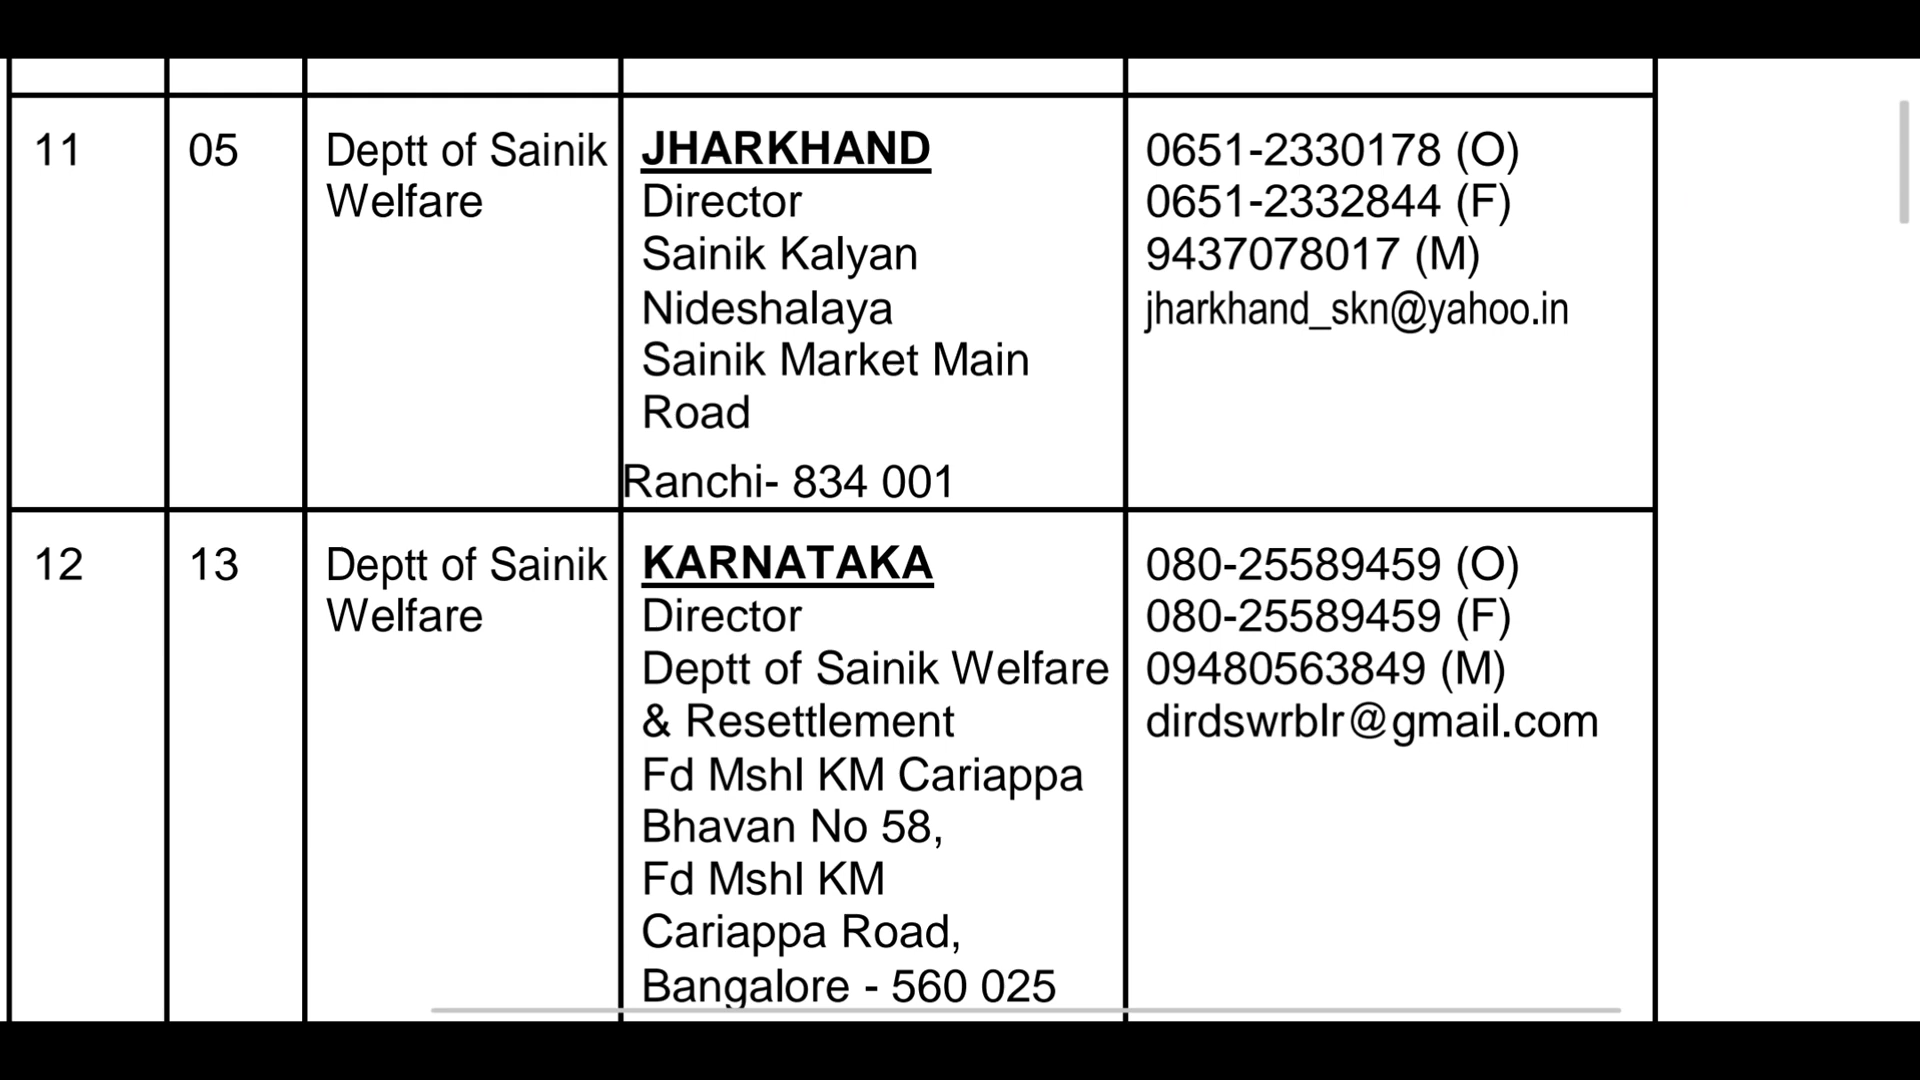 11
05
Deptt of Sainik
Welfare
JHARKHAND
Director
Sainik Kalyan
Nideshalaya
Sainik Market Main
Road
Ranchi- 834 001
0651-2330178 (O)
0651-2332844 (F)
9437078017 (M)
jharkhand_skn@yahoo.in
12
13
Deptt of Sainik
Welfare
KARNATAKA
Director
Deptt of Sainik Welfare
& Resettlement
Fd Mshl KM Cariappa
Bhavan No 58,
Fd Mshl KM
Cariappa Road,
Bangalore - 560 025
080-25589459 (O)
080-25589459 (F)
09480563849 (M)
dirdswrblr@gmail.com